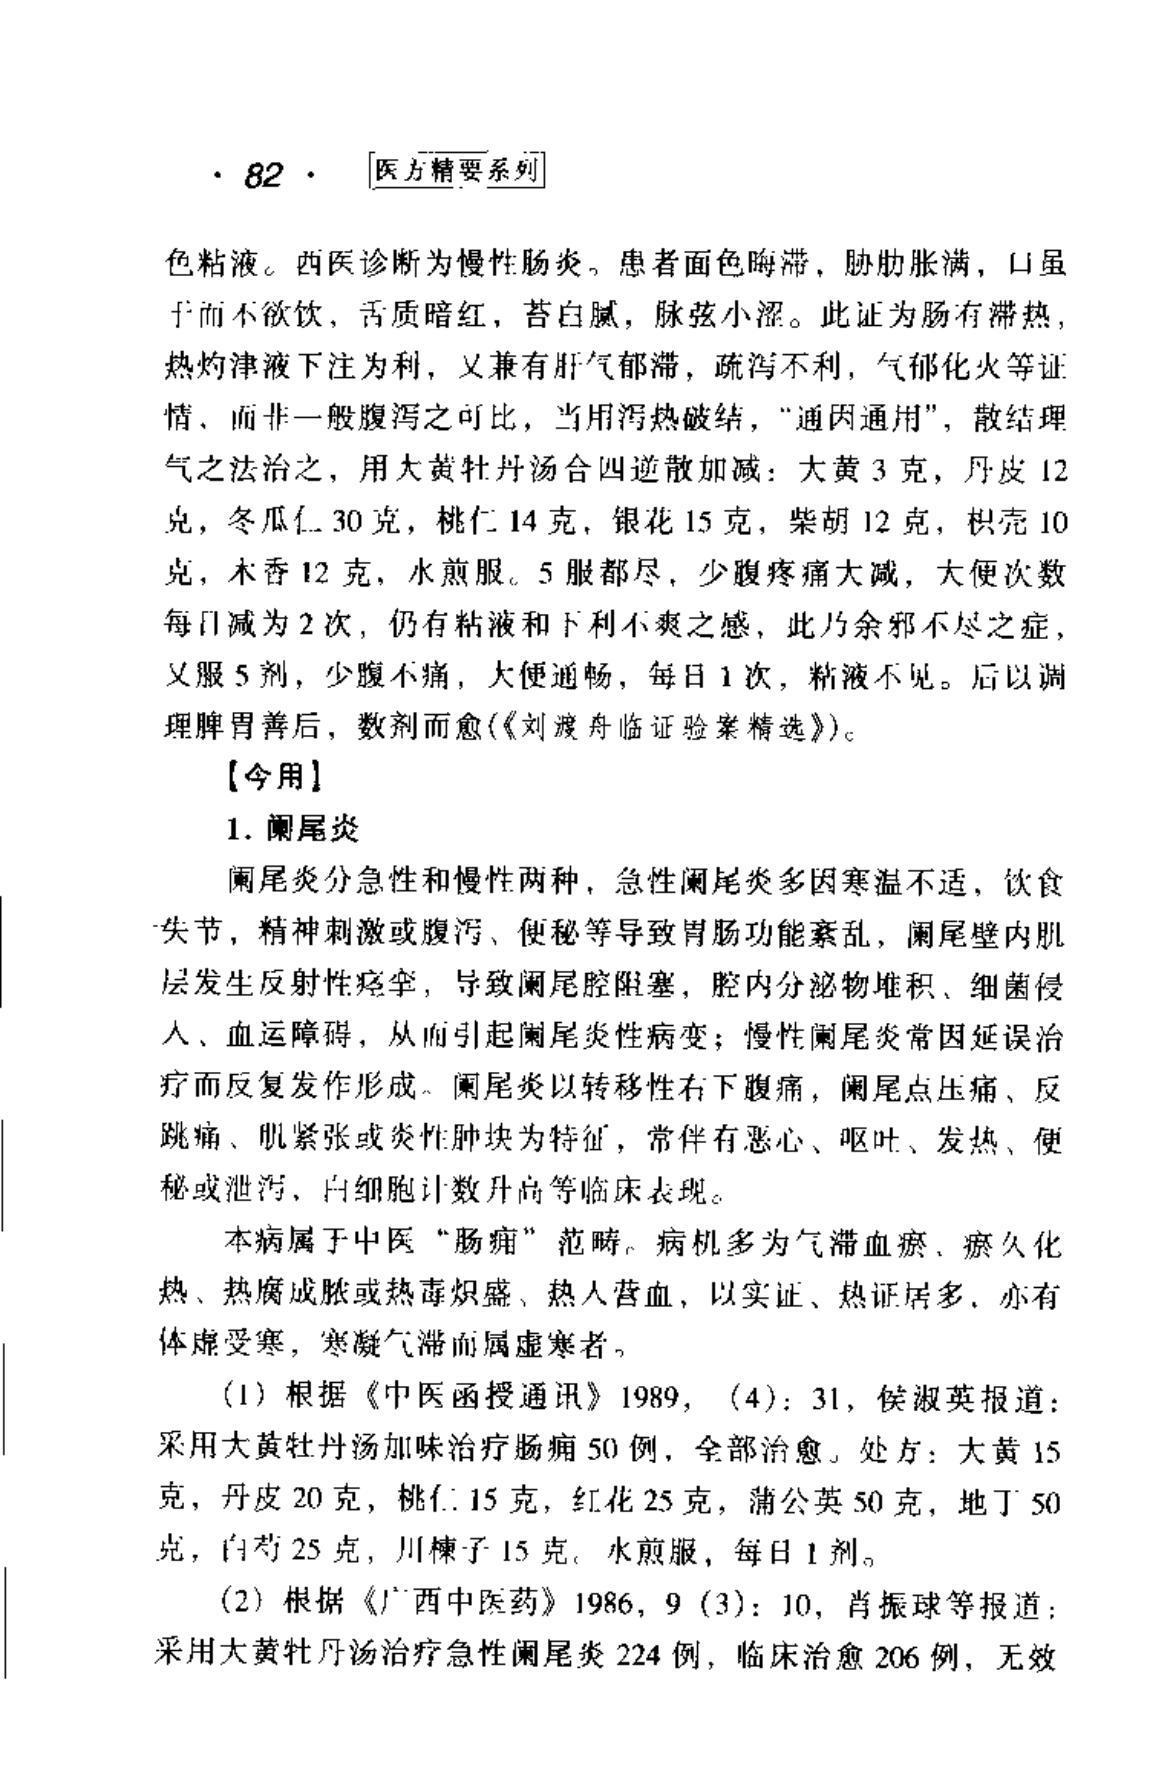 · 82 · 医方精要系列
色粘液。西医诊断为慢性肠炎。患者面色晦滞，胁肋胀满，口虽
干而不欲饮，舌质暗红，苔白腻，脉弦小涩。此证为肠有滞热，
热灼津液下注为利，又兼有肝气郁滞，疏泻不利，气郁化火等证
情、而非一般腹泻之可比，当用泻热破结，“通因通用”，散结理
气之法治之，用大黄牡丹汤合四逆散加减：大黄 3 克，丹皮 12
克，冬瓜仁 30 克，桃仁 14 克，银花 15 克，柴胡 12 克，枳壳 10
克，木香 12 克，水煎服。5 服都尽，少腹疼痛大减，大便次数
每日减为 2 次，仍有粘液和下利不爽之感，此乃余邪不尽之症，
又服 5 剂，少腹不痛，大便通畅，每日 1 次，粘液不见。后以调
理脾胃善后，数剂而愈(《刘渡舟临证验案精选》)。
【今用】
1. 阑尾炎
阑尾炎分急性和慢性两种，急性阑尾炎多因寒温不适，饮食
失节，精神刺激或腹泻、便秘等导致胃肠功能紊乱，阑尾壁内肌
层发生反射性痉挛，导致阑尾腔阻塞，腔内分泌物堆积、细菌侵
人、血运障碍，从而引起阑尾炎性病变；慢性阑尾炎常因延误治
疗而反复发作形成。阑尾炎以转移性右下腹痛，阑尾点压痛、反
跳痛、肌紧张或炎性肿块为特征，常伴有恶心、呕吐、发热、便
秘或泄泻，白细胞计数升高等临床表现。
本病属于中医“肠痈”范畴。病机多为气滞血瘀、瘀久化
热、热腐成脓或热毒炽盛、热人营血，以实证、热证居多，亦有
体虚受寒，寒凝气滞而属虚寒者。
(1) 根据《中医函授通讯》1989，(4)：31，侯淑英报道：
采用大黄牡丹汤加味治疗肠痈 50 例，全部治愈。处方：大黄 15
克，丹皮 20 克，桃仁 15 克，红花 25 克，蒲公英 50 克，地丁 50
克，白芍 25 克，川楝子 15 克。水煎服，每日 1 剂。
(2) 根据《广西中医药》1986，9 (3)：10，肖振球等报道：
采用大黄牡丹汤治疗急性阑尾炎 224 例，临床治愈 206 例，无效